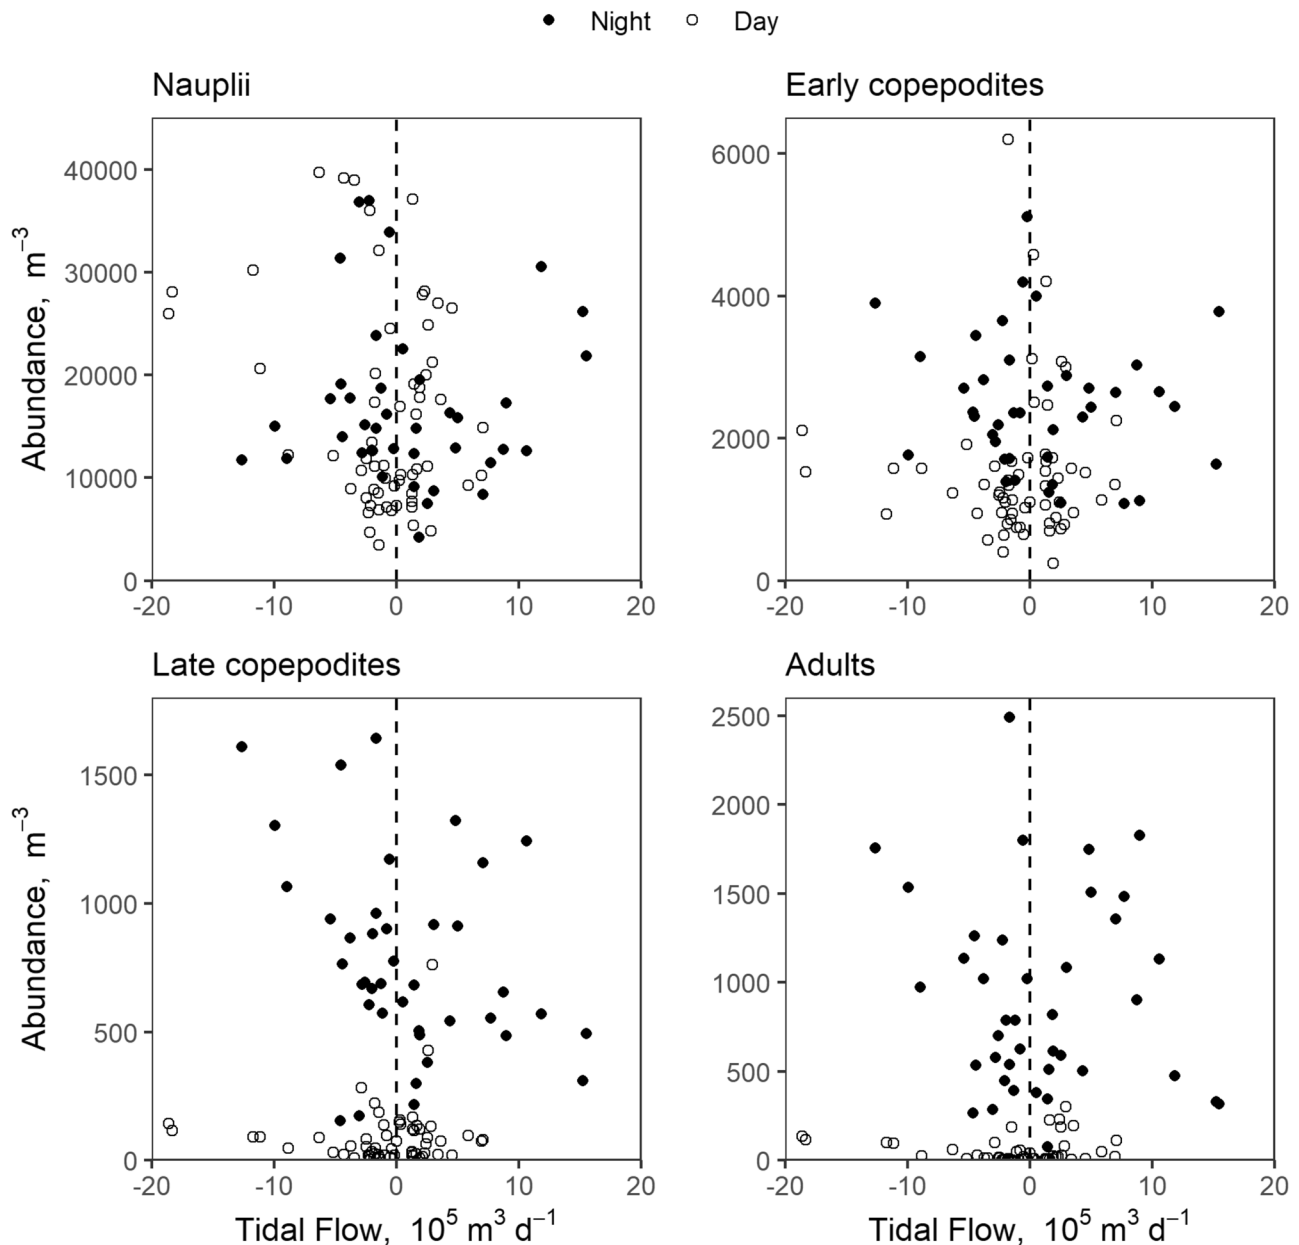 Night Day
Nauplii
Early copepodites
Abundance, m⁻³
40000
30000
20000
10000
0
-20 -10 0 10 20
6000
4000
2000
0
-20 -10 0 10 20
Late copepodites
Adults
Abundance, m⁻³
1500
1000
500
0
-20 -10 0 10 20
Tidal Flow, 10⁵ m³ d⁻¹
2500
2000
1500
1000
500
0
-20 -10 0 10 20
Tidal Flow, 10⁵ m³ d⁻¹